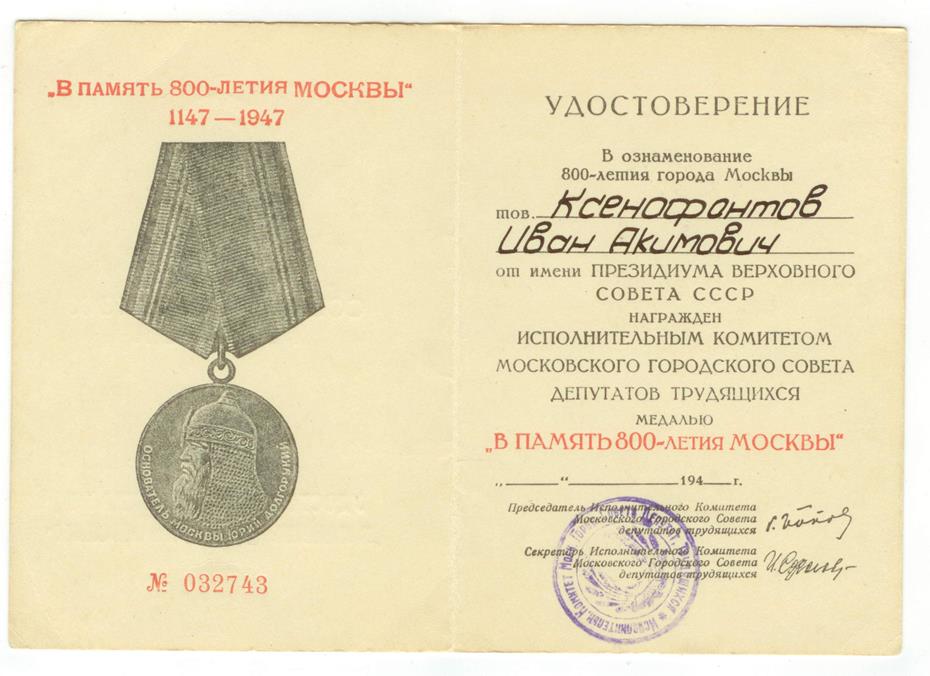 „В ПАМЯТЬ 800-ЛЕТИЯ МОСКВЫ“
1147 — 1947
ОСНОВАТЕЛЬ МОСКВЫ ЮРИЙ ДОЛГОРУКИЙ
№ 032743
УДОСТОВЕРЕНИЕ
В ознаменование
800-летия города Москвы
тов. Ксенофантов
Иван Акимович
от имени ПРЕЗИДИУМА ВЕРХОВНОГО
СОВЕТА СССР
НАГРАЖДЕН
ИСПОЛНИТЕЛЬНЫМ КОМИТЕТОМ
МОСКОВСКОГО ГОРОДСКОГО СОВЕТА
ДЕПУТАТОВ ТРУДЯЩИХСЯ
МЕДАЛЬЮ
„В ПАМЯТЬ 800-ЛЕТИЯ МОСКВЫ“
„ “ 194 г.
Председатель Исполнительного Комитета
Московского Городского Совета
депутатов трудящихся
Секретарь Исполнительного Комитета
Московского Городского Совета
депутатов трудящихся